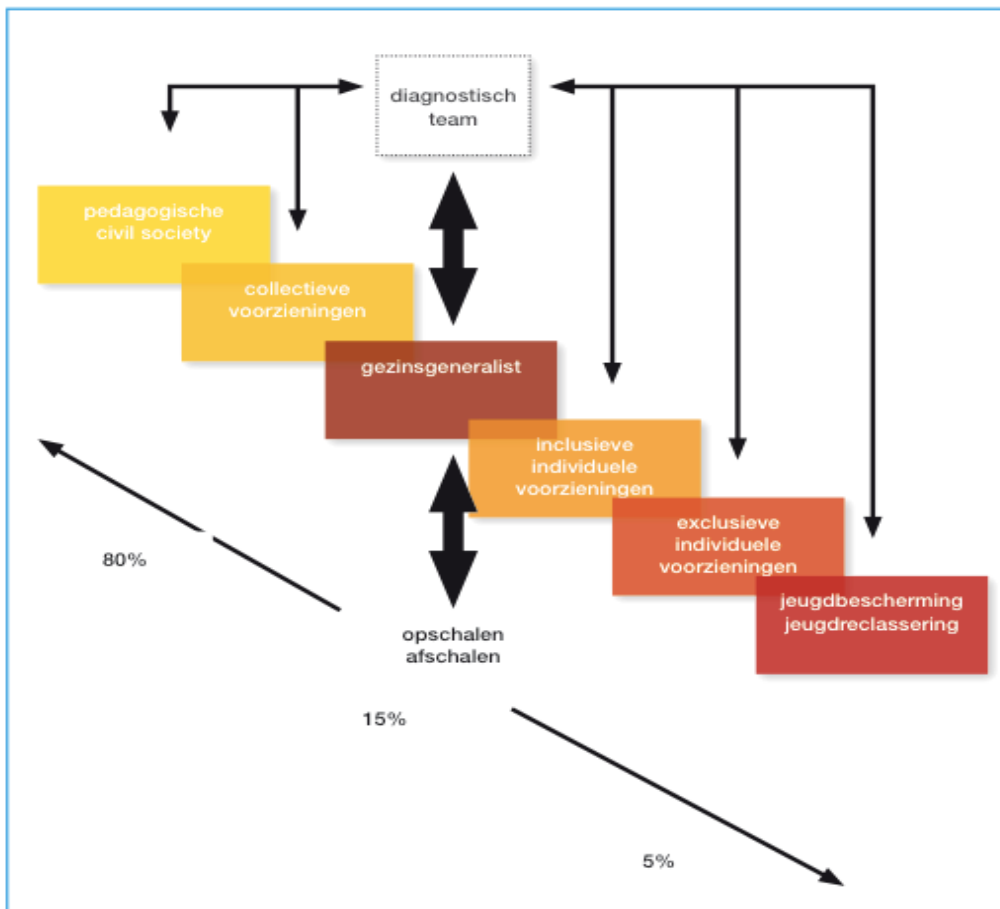 diagnostisch
team
pedagogische
civil society
collectieve
voorzieningen
gezinsgeneralist
inclusieve
individuele
voorzieningen
exclusieve
individuele
voorzieningen
jeugdbescherming
jeugdreclassering
80%
opschalen
afschalen
15%
5%